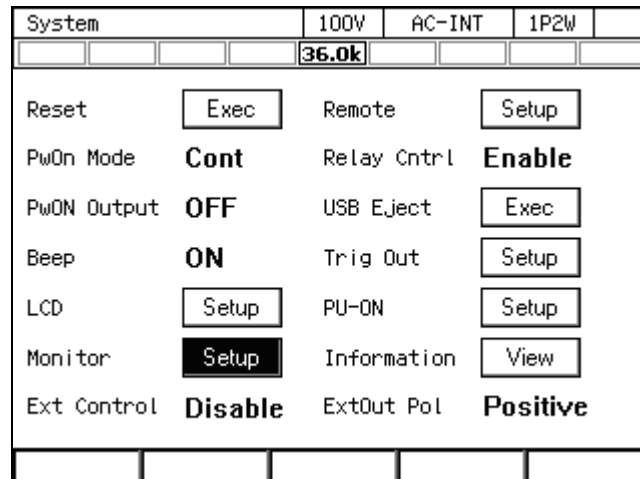 System 100V AC-INT 1P2W
36.0k
Reset Exec Remote Setup
PwOn Mode Cont Relay Cntrl Enable
PwON Output OFF USB Eject Exec
Beep ON Trig Out Setup
LCD Setup PU-ON Setup
Monitor Setup Information View
Ext Control Disable ExtOut Pol Positive